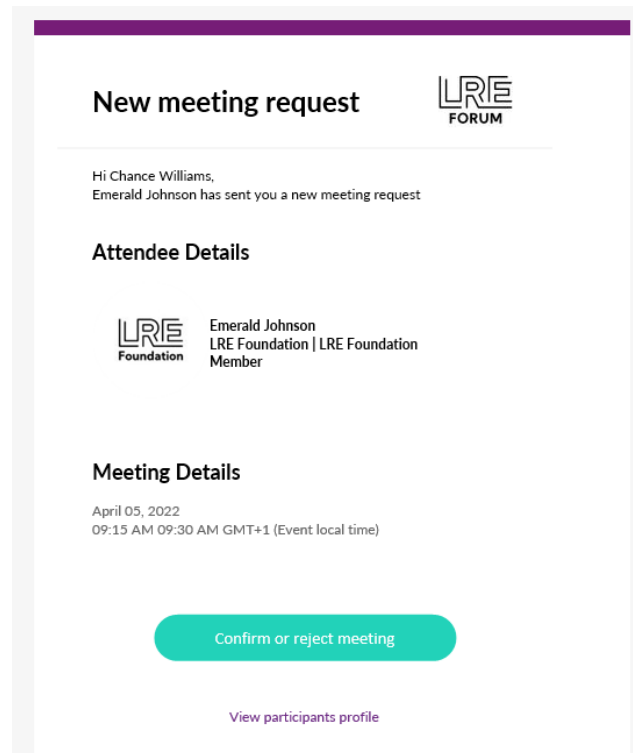 New meeting request
LRE
FORUM
Hi Chance Williams,
Emerald Johnson has sent you a new meeting request
Attendee Details
LRE
Foundation
Emerald Johnson
LRE Foundation | LRE Foundation
Member
Meeting Details
April 05, 2022
09:15 AM 09:30 AM GMT+1 (Event local time)
Confirm or reject meeting
View participants profile